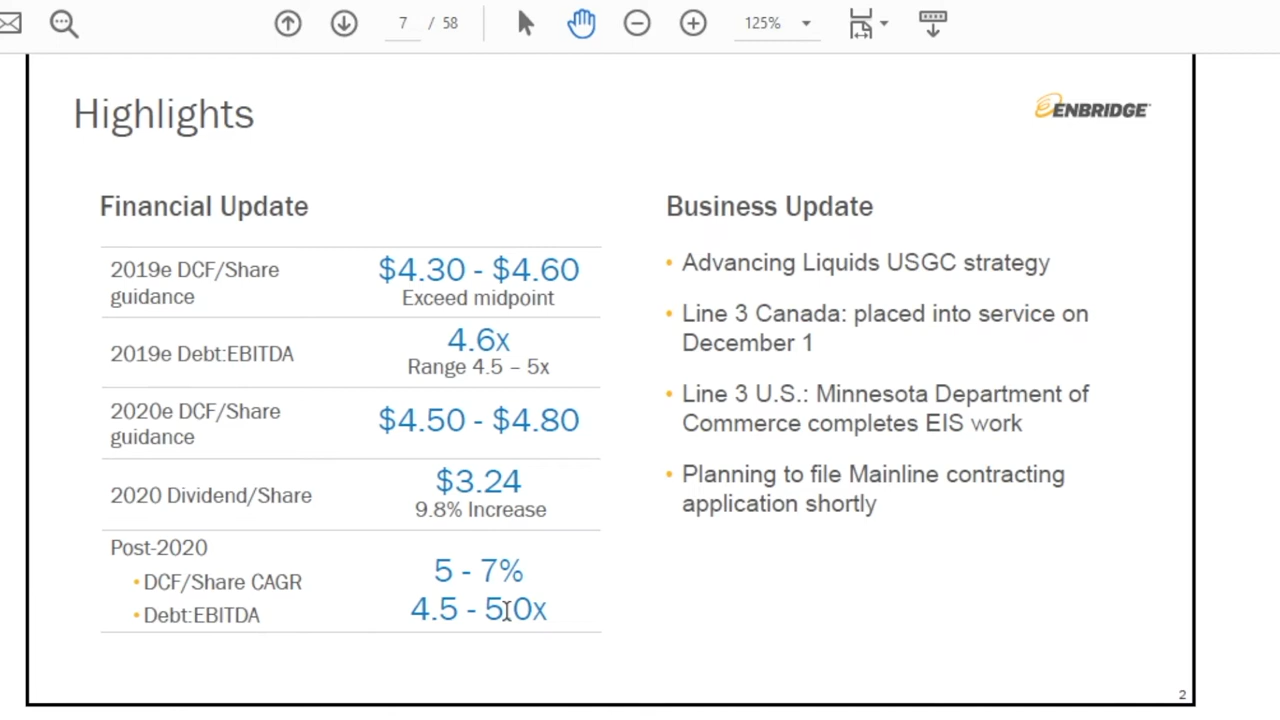 7 / 58
125%
Highlights
ENBRIDGE
Financial Update
2019e DCF/Share
guidance
$4.30 - $4.60
Exceed midpoint
2019e Debt:EBITDA
4.6x
Range 4.5 – 5x
2020e DCF/Share
guidance
$4.50 - $4.80
2020 Dividend/Share
$3.24
9.8% Increase
Post-2020
•DCF/Share CAGR
5 - 7%
•Debt:EBITDA
4.5 - 5.0x
Business Update
• Advancing Liquids USGC strategy
• Line 3 Canada: placed into service on
December 1
• Line 3 U.S.: Minnesota Department of
Commerce completes EIS work
• Planning to file Mainline contracting
application shortly
2